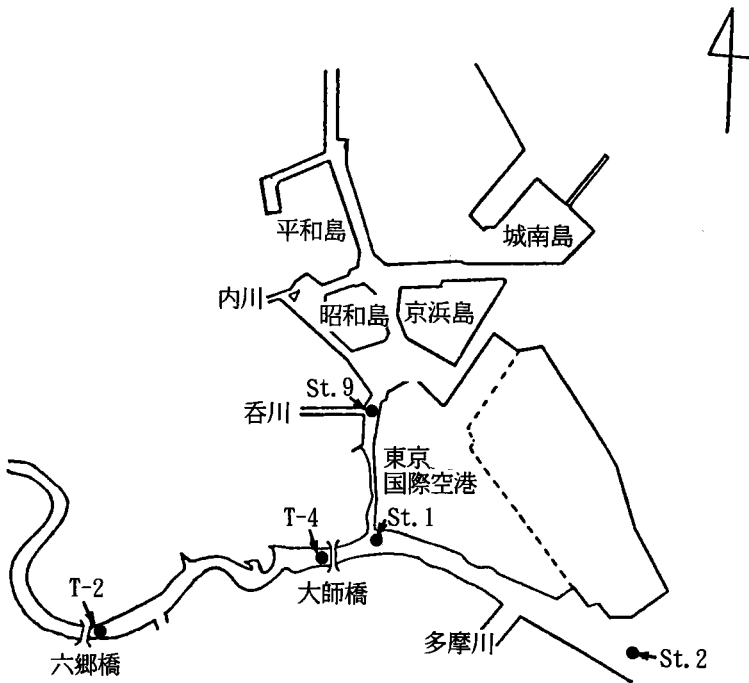 平和島
城南島
内川
昭和島
京浜島
St. 9
呑川
東京
国際空港
T-4
St. 1
大師橋
T-2
六郷橋
多摩川
St. 2